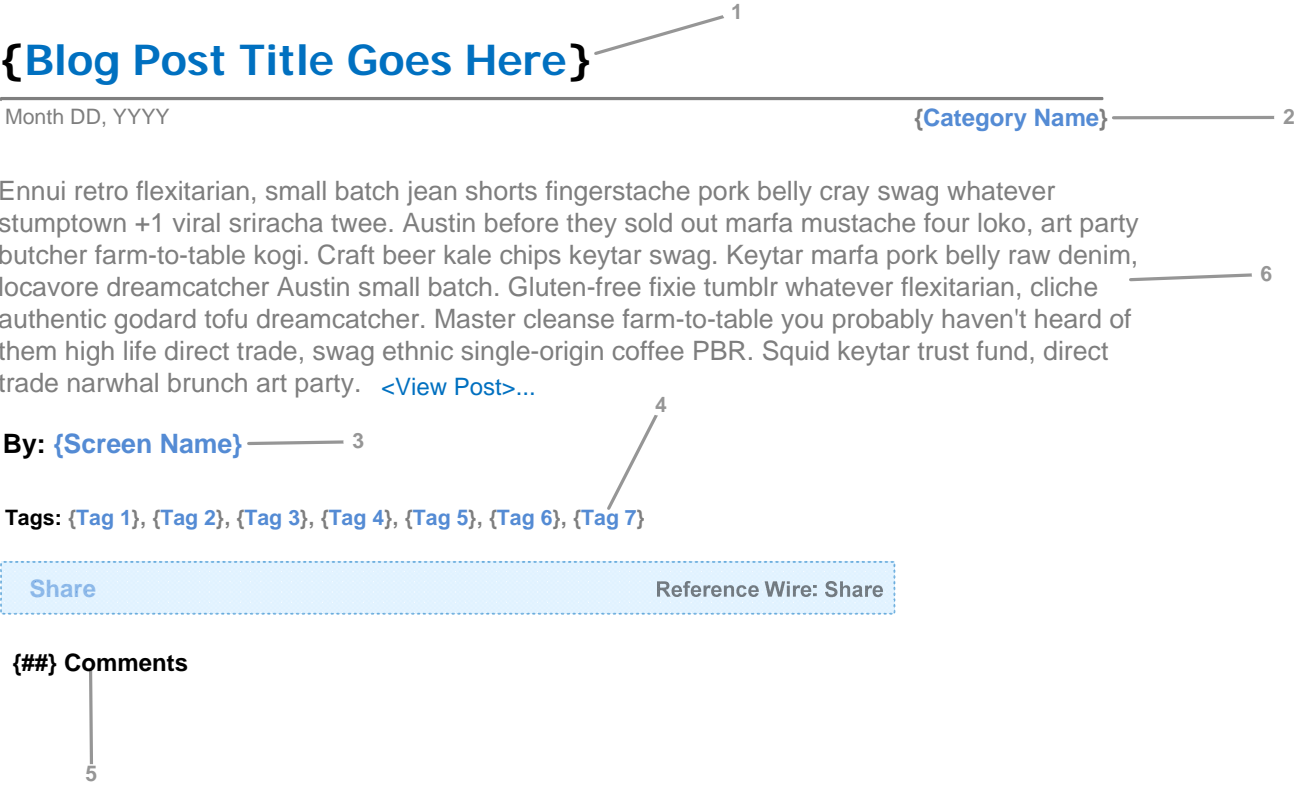 1
{Blog Post Title Goes Here}
Month DD, YYYY {Category Name} 2
Ennui retro flexitarian, small batch jean shorts fingerstache pork belly cray swag whatever
stumptown +1 viral sriracha twee. Austin before they sold out marfa mustache four loko, art party
butcher farm-to-table kogi. Craft beer kale chips keytar swag. Keytar marfa pork belly raw denim,
locavore dreamcatcher Austin small batch. Gluten-free fixie tumblr whatever flexitarian, cliche
6
authentic godard tofu dreamcatcher. Master cleanse farm-to-table you probably haven't heard of
them high life direct trade, swag ethnic single-origin coffee PBR. Squid keytar trust fund, direct
trade narwhal brunch art party. <View Post>...
4
By: {Screen Name} 3
Tags: {Tag 1}, {Tag 2}, {Tag 3}, {Tag 4}, {Tag 5}, {Tag 6}, {Tag 7}
Share Reference Wire: Share
{##} Comments
5